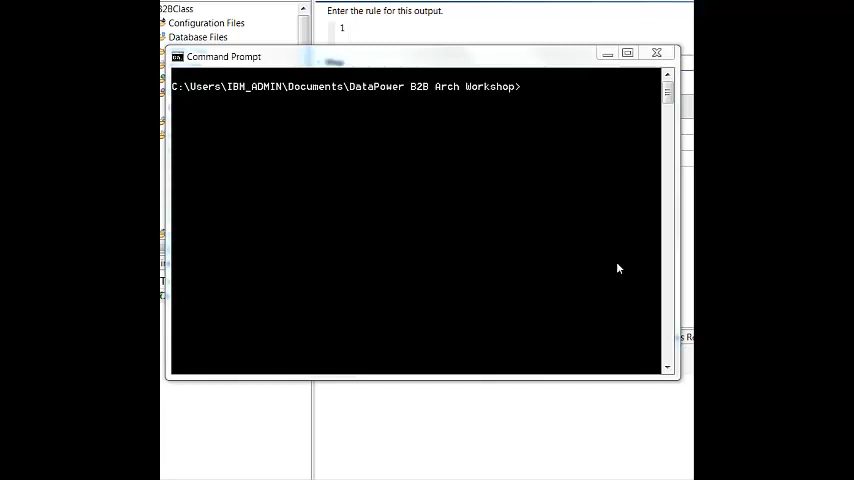 B2BClass
Configuration Files
Database Files
Enter the rule for this output.
1
Command Prompt
C:\Users\IBM_ADMIN\Documents\DataPower B2B Arch Workshop>